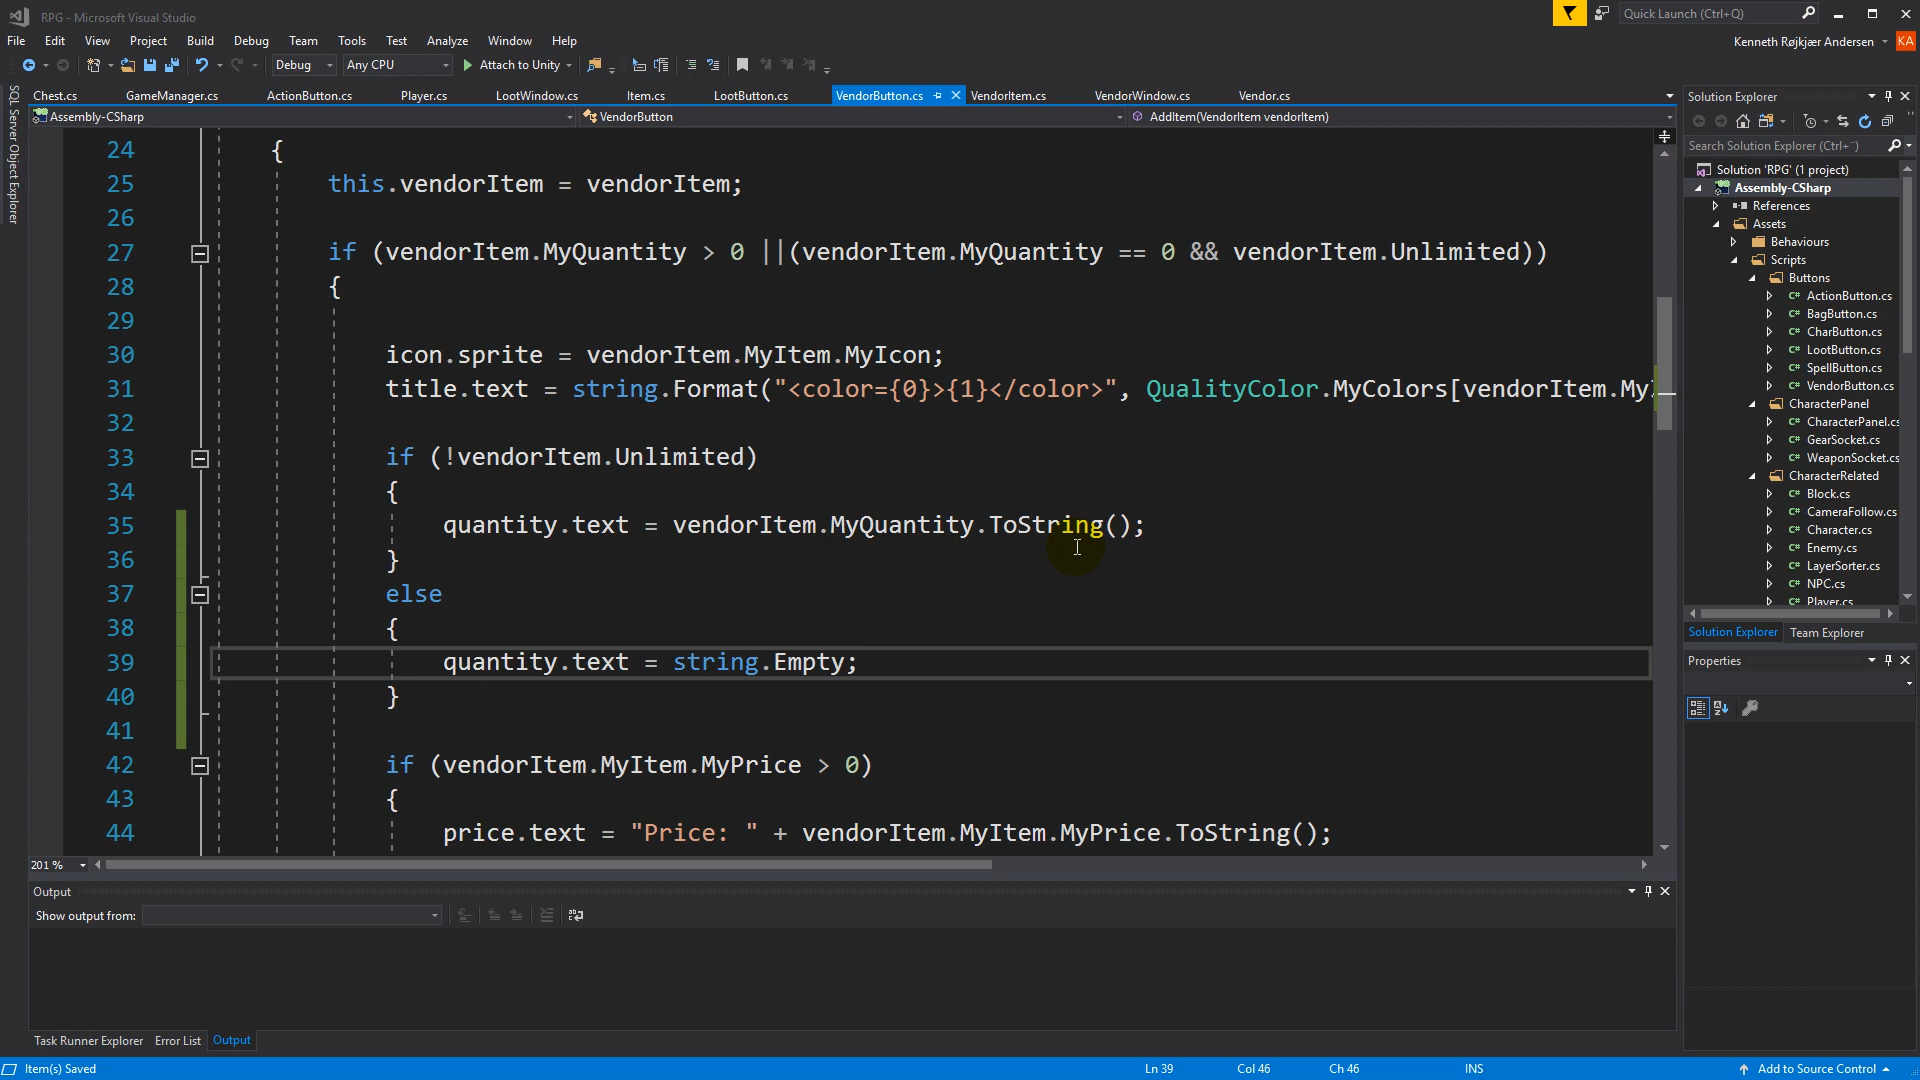 RPG - Microsoft Visual Studio
Quick Launch (Ctrl+Q)
File Edit View Project Build Debug Team Tools Test Analyze Window Help
Kenneth Røjkjær Andersen KA
Debug Any CPU Attach to Unity
SQL Server Object Explorer
Chest.cs GameManager.cs ActionButton.cs Player.cs LootWindow.cs Item.cs LootButton.cs VendorButton.cs VendorItem.cs VendorWindow.cs Vendor.cs
Assembly-CSharp VendorButton AddItem(VendorItem vendorItem)
24 {
25 this.vendorItem = vendorItem;
26
27 if (vendorItem.MyQuantity > 0 ||(vendorItem.MyQuantity == 0 && vendorItem.Unlimited))
28 {
29
30 icon.sprite = vendorItem.MyItem.MyIcon;
31 title.text = string.Format("<color={0}>{1}</color>", QualityColor.MyColors[vendorItem.MyI
32
33 if (!vendorItem.Unlimited)
34 {
35 quantity.text = vendorItem.MyQuantity.ToString();
36 }
37 else
38 {
39 quantity.text = string.Empty;
40 }
41
42 if (vendorItem.MyItem.MyPrice > 0)
43 {
44 price.text = "Price: " + vendorItem.MyItem.MyPrice.ToString();
201 %
Output
Show output from:
Task Runner Explorer Error List Output
Item(s) Saved Ln 39 Col 46 Ch 46 INS Add to Source Control
Solution Explorer
Search Solution Explorer (Ctrl+¨)
Solution 'RPG' (1 project)
Assembly-CSharp
References
Assets
Behaviours
Scripts
Buttons
C# ActionButton.cs
C# BagButton.cs
C# CharButton.cs
C# LootButton.cs
C# SpellButton.cs
C# VendorButton.cs
CharacterPanel
C# CharacterPanel.cs
C# GearSocket.cs
C# WeaponSocket.cs
CharacterRelated
C# Block.cs
C# CameraFollow.cs
C# Character.cs
C# Enemy.cs
C# LayerSorter.cs
C# NPC.cs
C# Player.cs
Solution Explorer Team Explorer
Properties